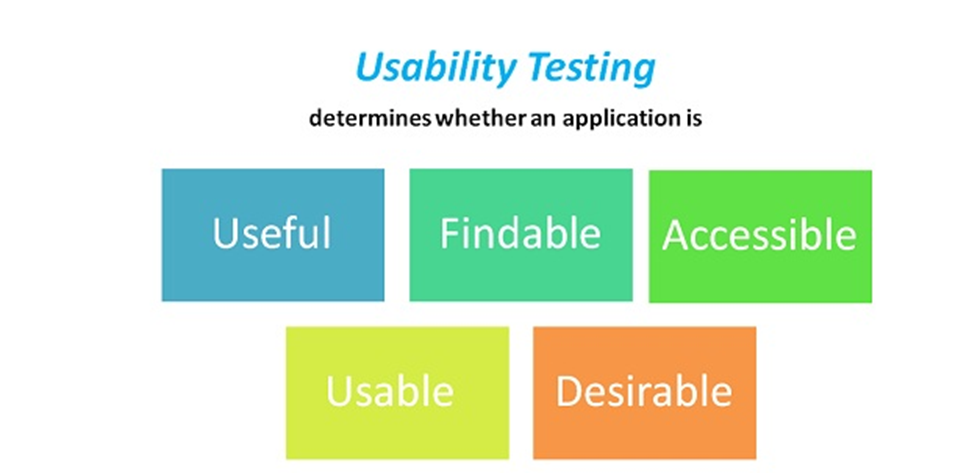 Usability Testing
determines whether an application is
Useful
Findable
Accessible
Usable
Desirable